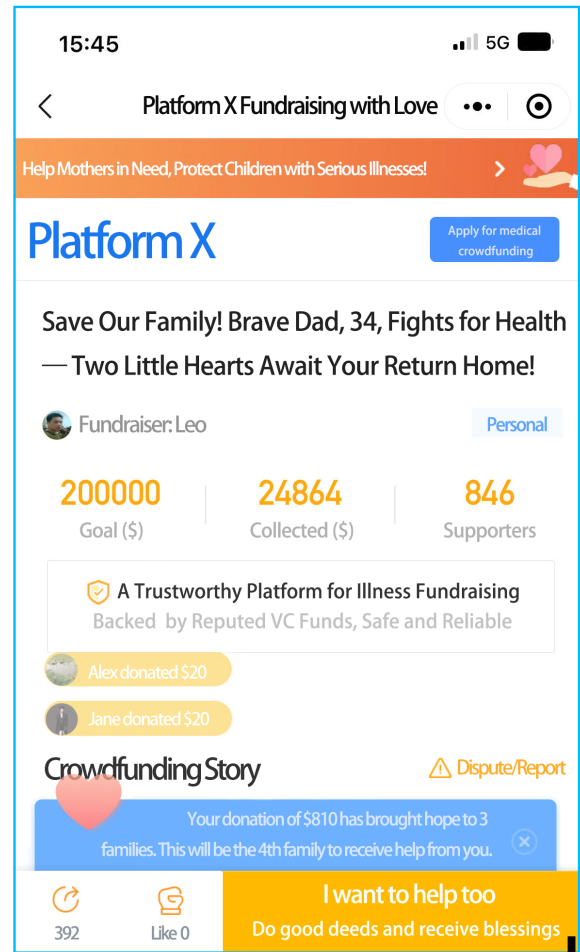 15:45
5G
Platform X Fundraising with Love
Help Mothers in Need, Protect Children with Serious Illnesses!
Platform X
Apply for medical
crowdfunding
Save Our Family! Brave Dad, 34, Fights for Health
— Two Little Hearts Await Your Return Home!
Fundraiser: Leo
Personal
200000
24864
846
Goal ($)
Collected ($)
Supporters
A Trustworthy Platform for Illness Fundraising
Backed by Reputed VC Funds, Safe and Reliable
Alex donated $20
Jane donated $20
Crowdfunding Story
Dispute/Report
Your donation of $810 has brought hope to 3
families. This will be the 4th family to receive help from you.
392
Like 0
I want to help too
Do good deeds and receive blessings